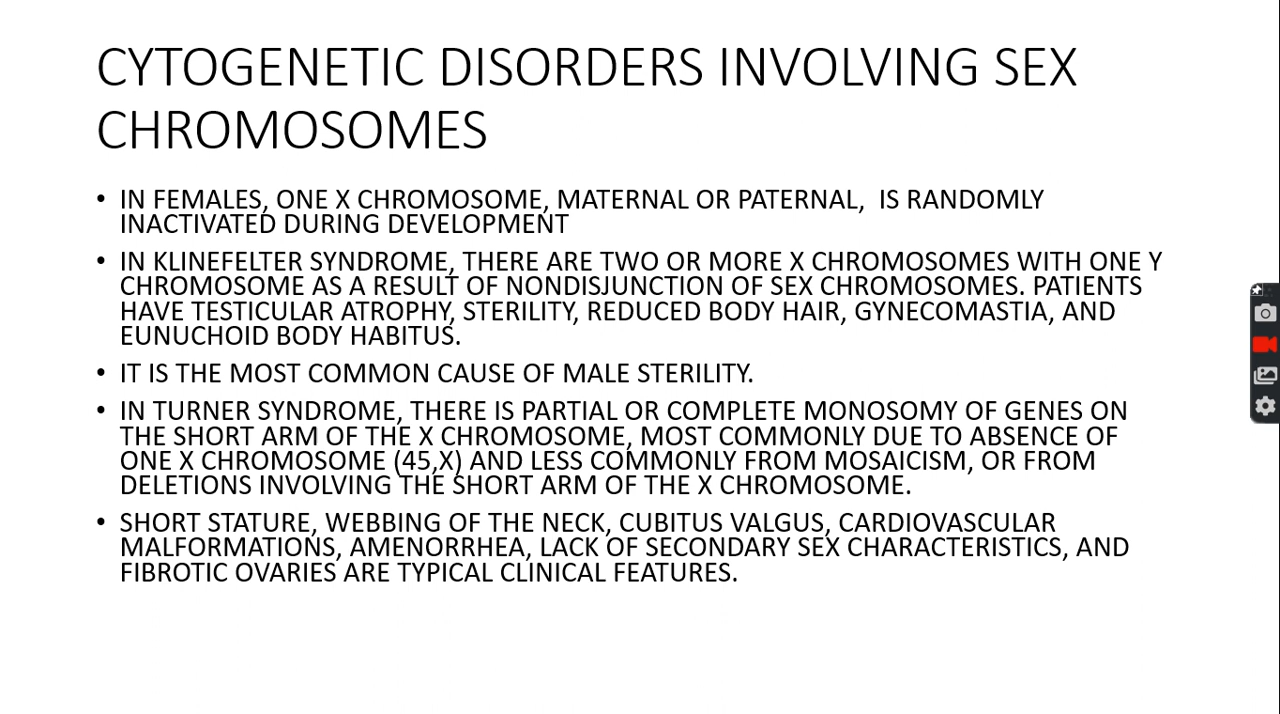 CYTOGENETIC DISORDERS INVOLVING SEX
CHROMOSOMES
• IN FEMALES, ONE X CHROMOSOME, MATERNAL OR PATERNAL,  IS RANDOMLY
INACTIVATED DURING DEVELOPMENT
• IN KLINEFELTER SYNDROME, THERE ARE TWO OR MORE X CHROMOSOMES WITH ONE Y
CHROMOSOME AS A RESULT OF NONDISJUNCTION OF SEX CHROMOSOMES. PATIENTS
HAVE TESTICULAR ATROPHY, STERILITY, REDUCED BODY HAIR, GYNECOMASTIA, AND
EUNUCHOID BODY HABITUS.
• IT IS THE MOST COMMON CAUSE OF MALE STERILITY.
• IN TURNER SYNDROME, THERE IS PARTIAL OR COMPLETE MONOSOMY OF GENES ON
THE SHORT ARM OF THE X CHROMOSOME, MOST COMMONLY DUE TO ABSENCE OF
ONE X CHROMOSOME (45,X) AND LESS COMMONLY FROM MOSAICISM, OR FROM
DELETIONS INVOLVING THE SHORT ARM OF THE X CHROMOSOME.
• SHORT STATURE, WEBBING OF THE NECK, CUBITUS VALGUS, CARDIOVASCULAR
MALFORMATIONS, AMENORRHEA, LACK OF SECONDARY SEX CHARACTERISTICS, AND
FIBROTIC OVARIES ARE TYPICAL CLINICAL FEATURES.